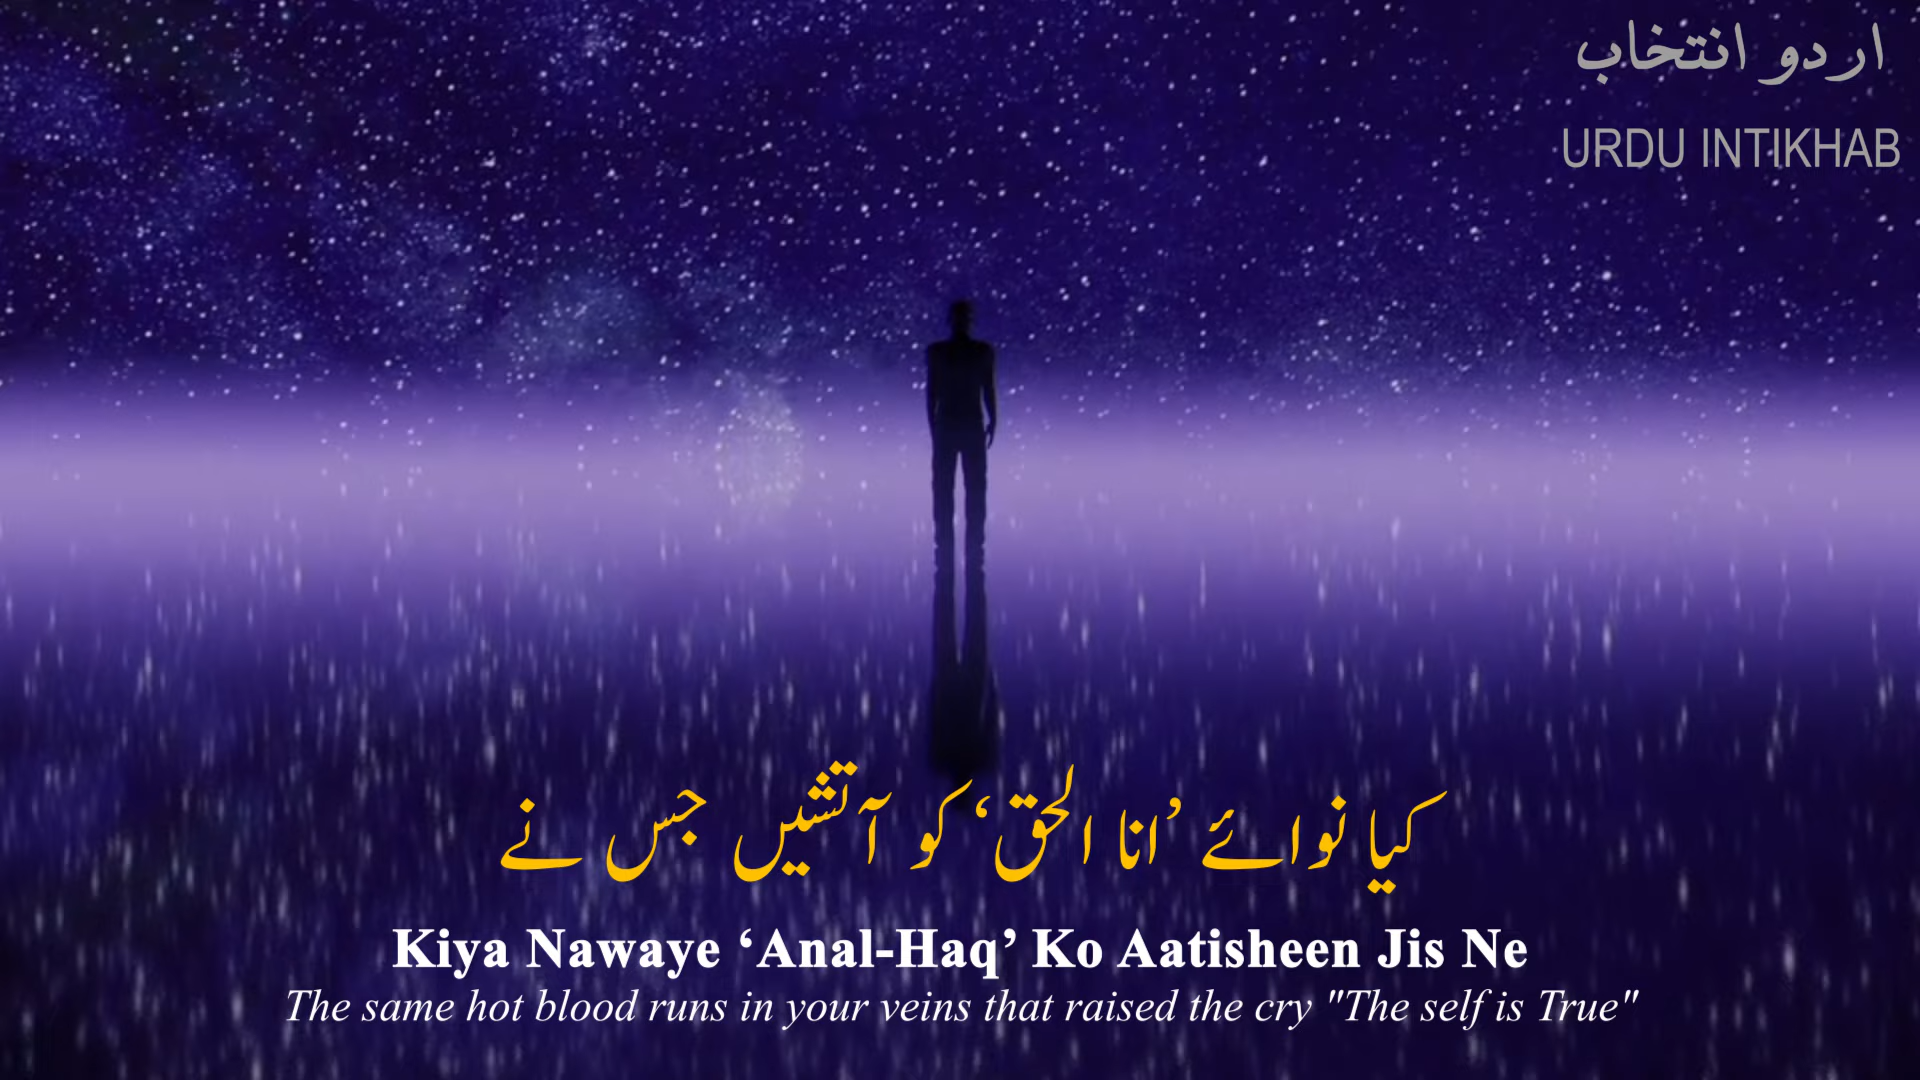 اردو انتخاب
URDU INTIKHAB
کیا نوائے ’انا الحق‘ کو آتشیں جس نے
Kiya Nawaye ‘Anal-Haq’ Ko Aatisheen Jis Ne
The same hot blood runs in your veins that raised the cry "The self is True"